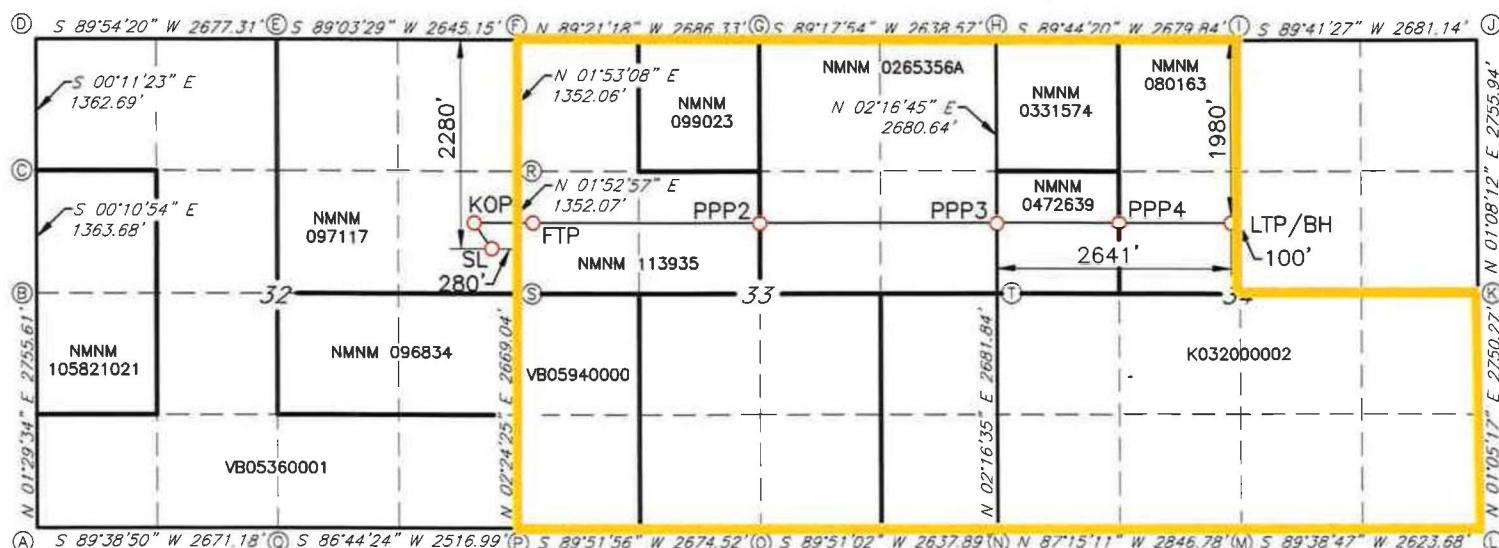 D S 89°54'20" W 2677.31' E S 89°03'29" W 2645.15' F N 89°21'18" W 2686.33' G S 89°17'54" W 2638.57' H S 89°44'20" W 2679.84' I S 89°41'27" W 2681.14' J
S 00°11'23" E
1362.69'
2280'
N 01°53'08" E
1352.06'
NMNM
099023
NMNM 0265356A
N 02°16'45" E
2680.64'
NMNM
0331574
NMNM
080163
1980'
N 01°08'12" E 2755.94'
C
R
S 00°10'54" E
1363.68'
NMNM
097117
KOP
N 01°52'57" E
1352.07'
NMNM
0472639
FTP
PPP2
PPP3
PPP4
LTP/BH
SL
280'
NMNM 113935
2641'
100'
B
32
S
33
T
34
K
N 01°29'34" E 2755.61'
NMNM
105821021
NMNM 096834
N 02°24'25" E 2669.04'
VB05940000
N 02°16'35" E 2681.84'
K032000002
N 01°05'17" E 2750.27'
VB05360001
A S 89°38'50" W 2671.18' Q S 86°44'24" W 2516.99' P S 89°51'56" W 2674.52' O S 89°51'02" W 2637.89' N N 87°15'11" W 2846.78' M S 89°38'47" W 2623.68' L